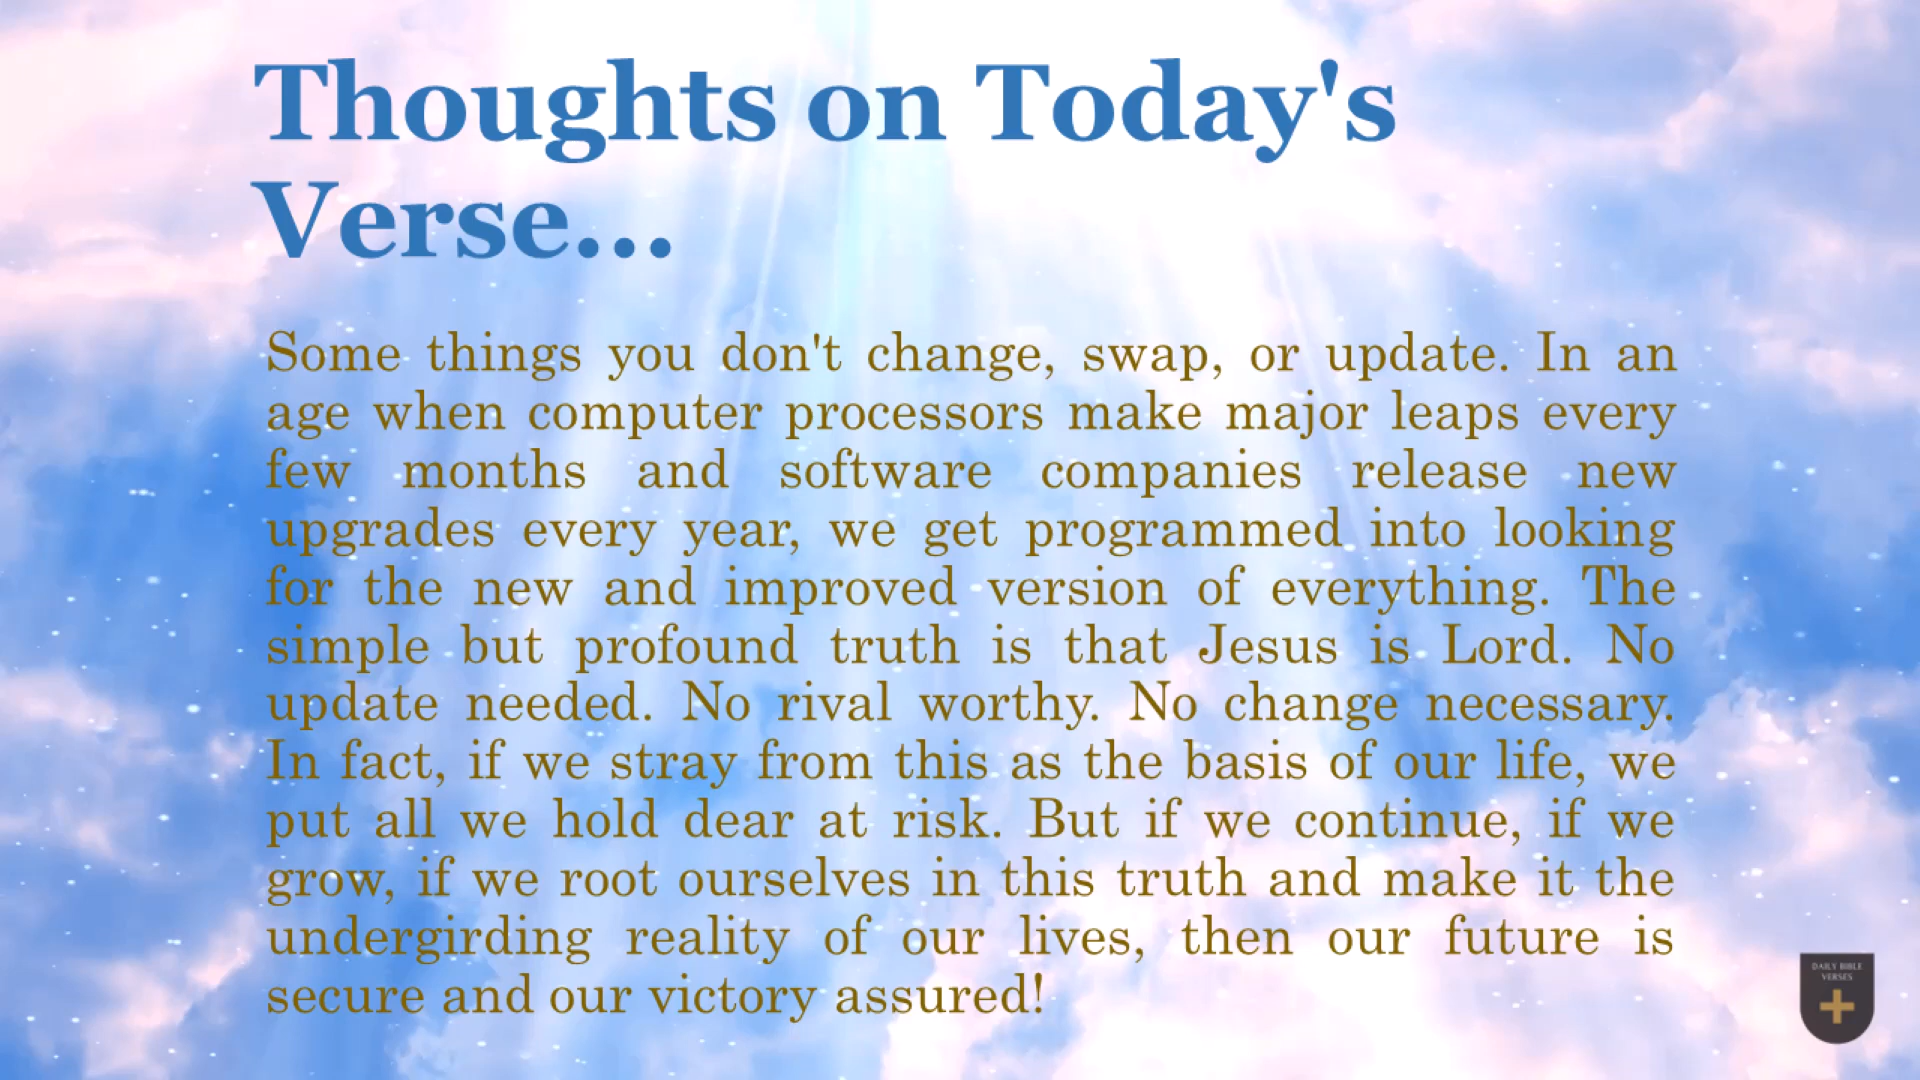 Thoughts on Today's
Verse...
Some things you don't change, swap, or update. In an
age when computer processors make major leaps every
few months and software companies release new
upgrades every year, we get programmed into looking
for the new and improved version of everything. The
simple but profound truth is that Jesus is Lord. No
update needed. No rival worthy. No change necessary.
In fact, if we stray from this as the basis of our life, we
put all we hold dear at risk. But if we continue, if we
grow, if we root ourselves in this truth and make it the
undergirding reality of our lives, then our future is
secure and our victory assured!
DAILY BIBLE
VERSES